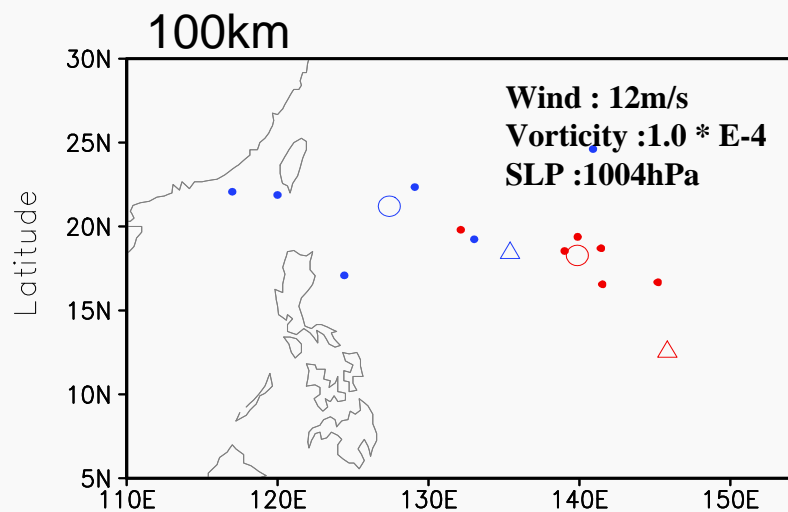 100km
30N
Wind : 12m/s
25N
Vorticity :1.0 * E-4
SLP :1004hPa
20N
Latitude
15N
10N
5N
110E 120E 130E 140E 150E